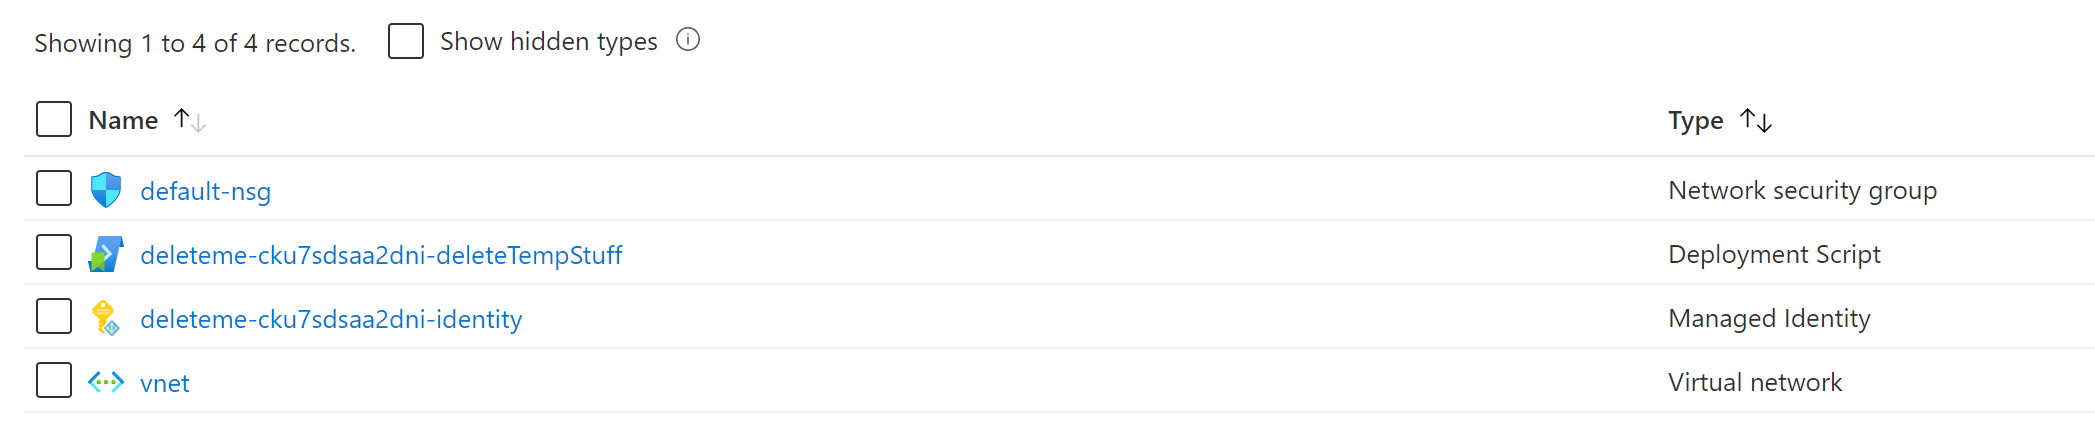 Showing 1 to 4 of 4 records. Show hidden types
Name Type
default-nsg Network security group
deleteme-cku7sdsaa2dni-deleteTempStuff Deployment Script
deleteme-cku7sdsaa2dni-identity Managed Identity
vnet Virtual network